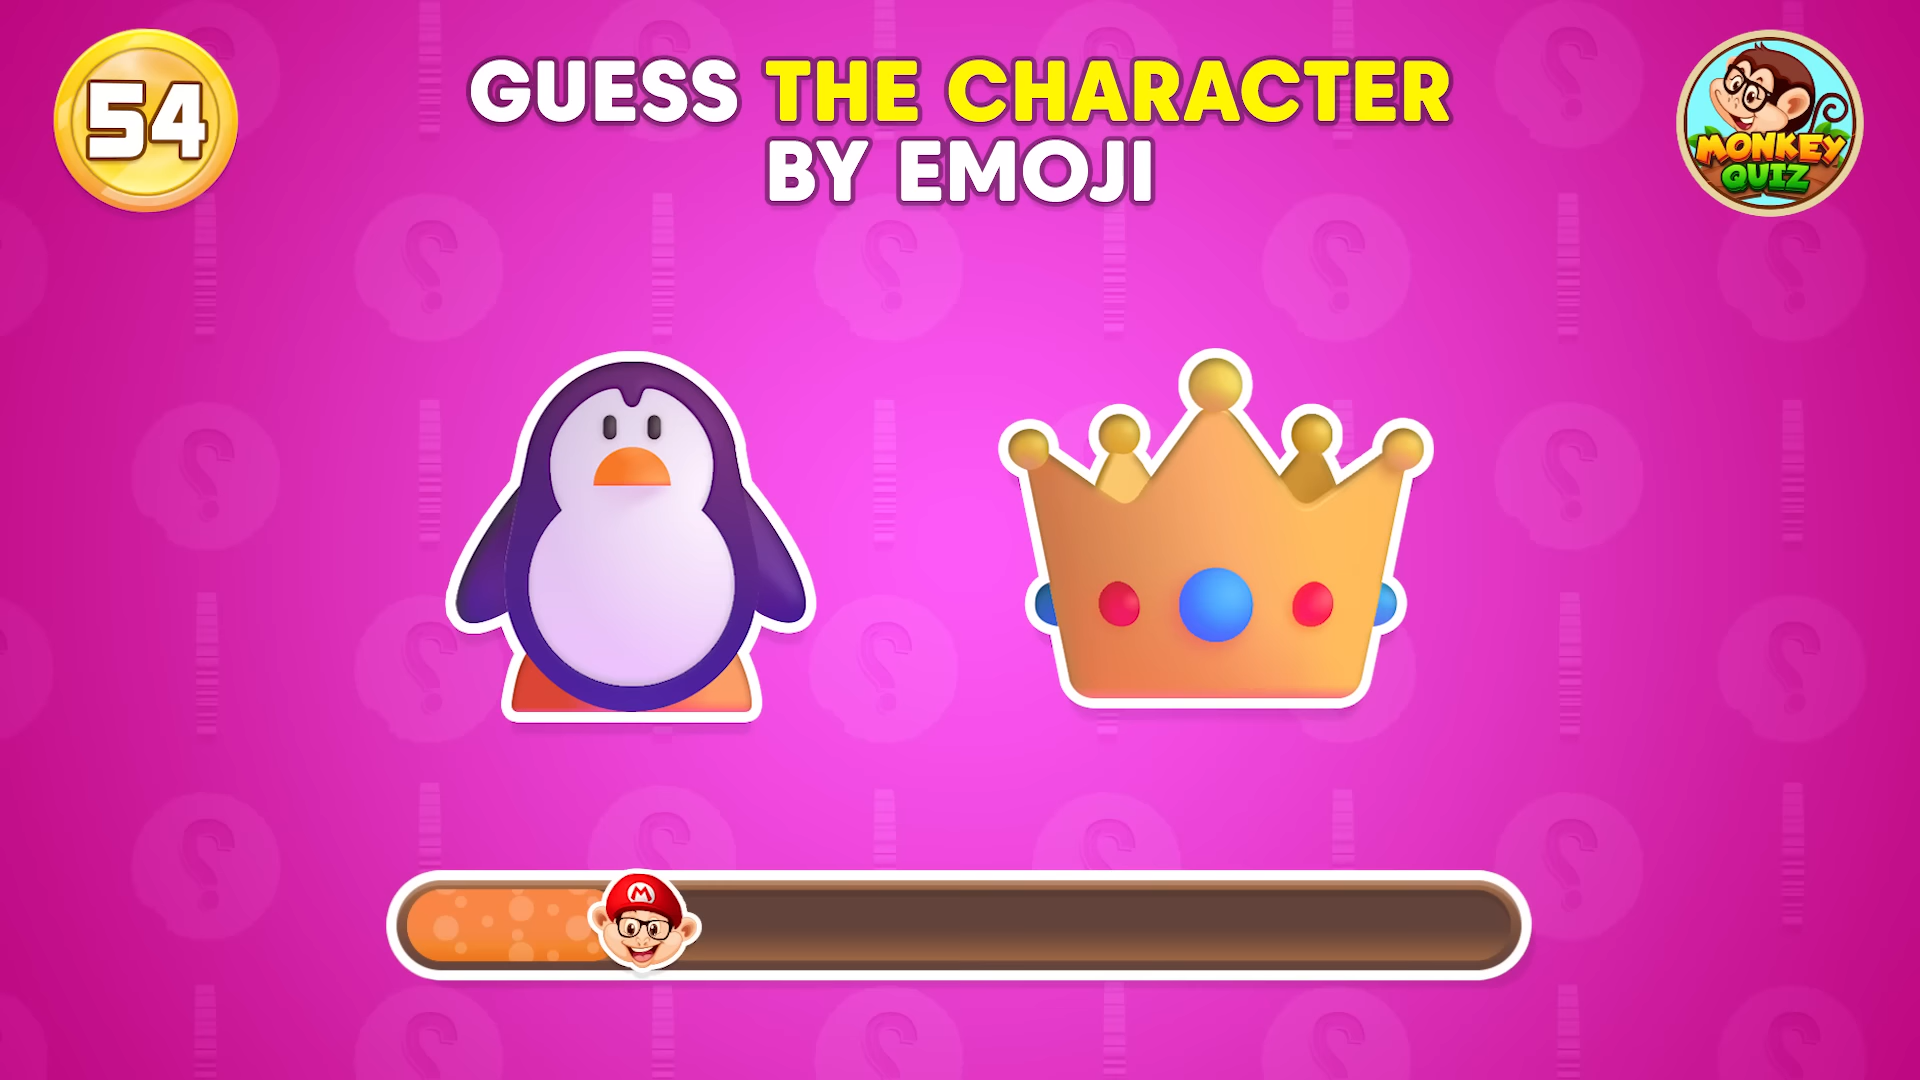 54
GUESS THE CHARACTER
BY EMOJI
MONKEY
QUIZ
M